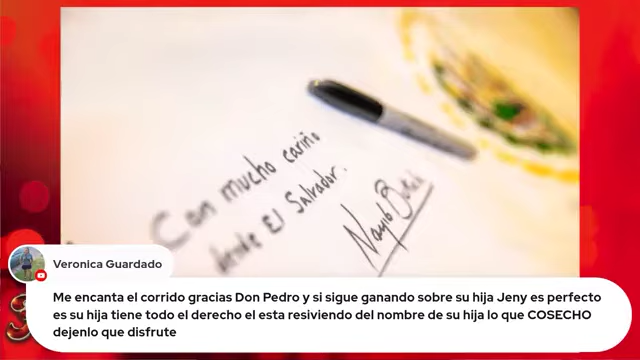 Con mucho cariño
desde El Salvador.
Nayib Bukele
Veronica Guardado
Me encanta el corrido gracias Don Pedro y si sigue ganando sobre su hija Jeny es perfecto
es su hija tiene todo el derecho el esta resiviendo del nombre de su hija lo que COSECHO
dejenlo que disfrute